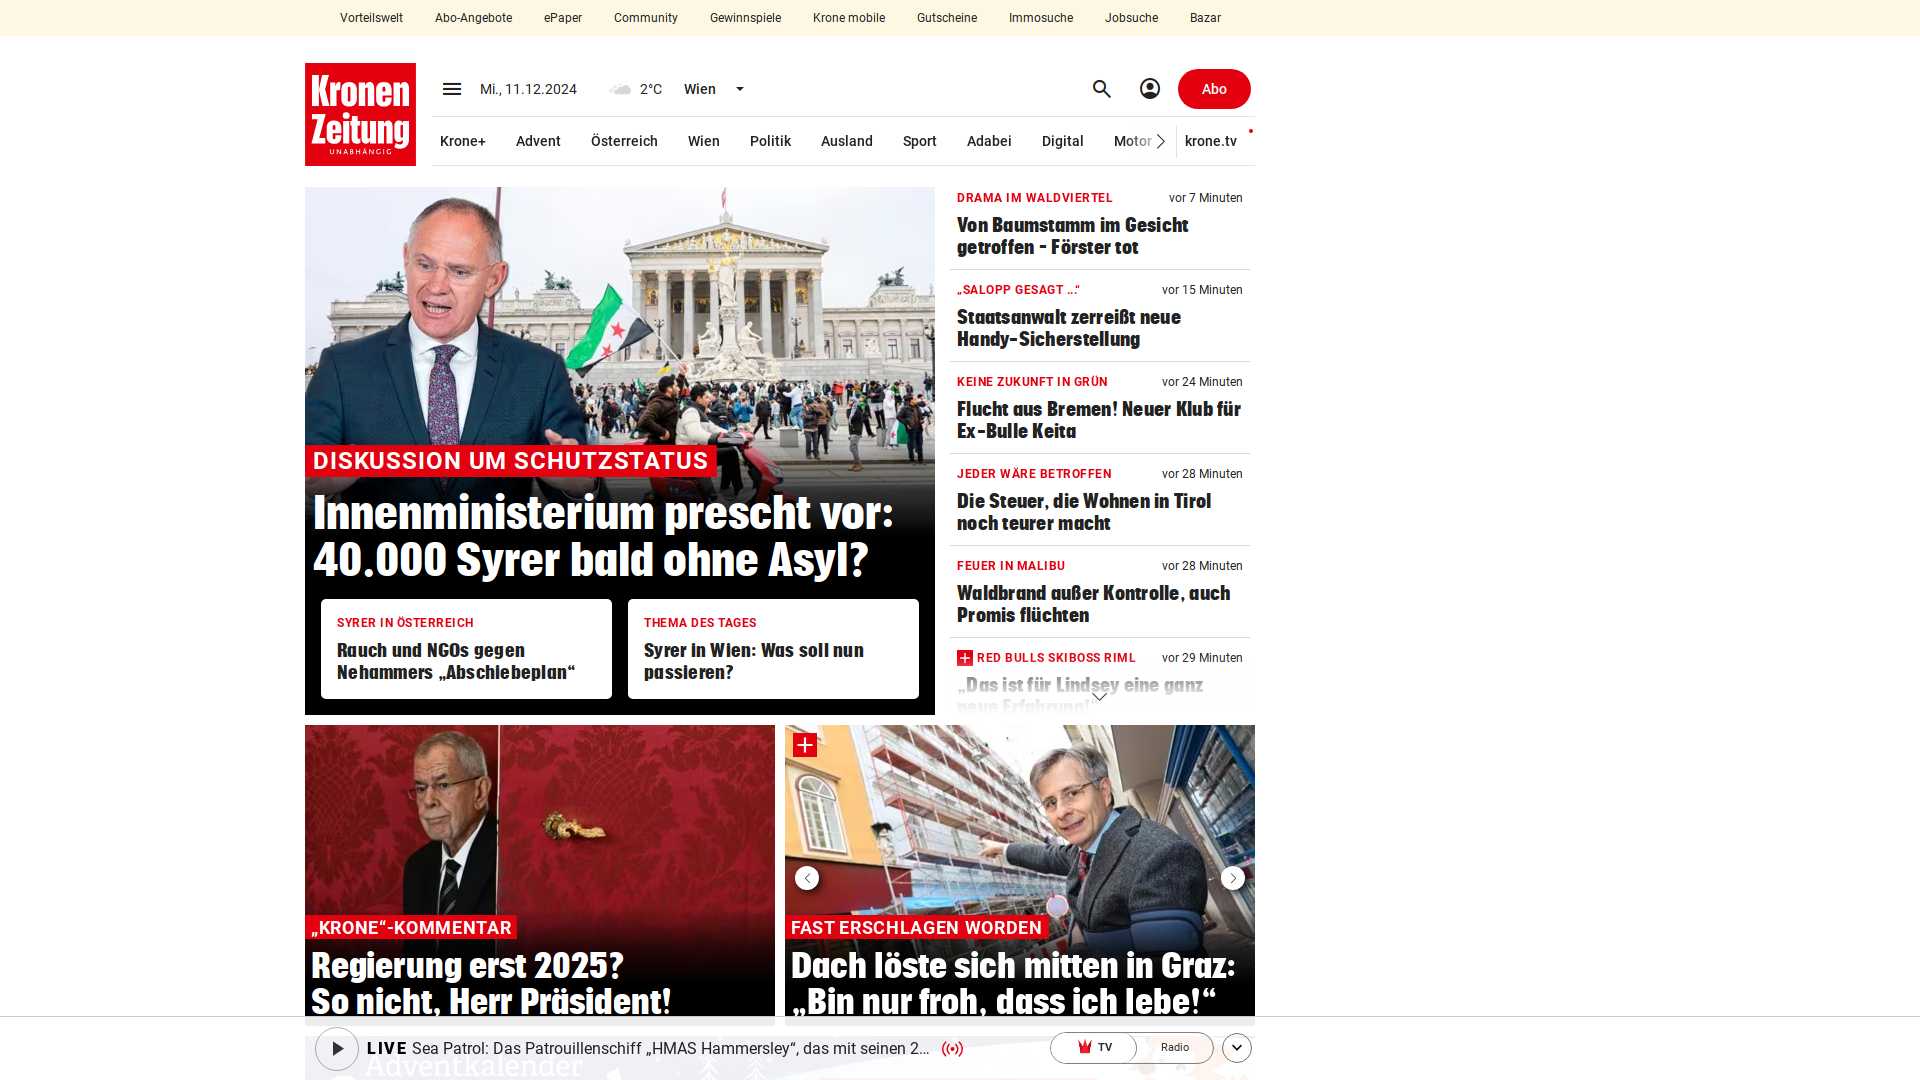 Vorteilswelt Abo-Angebote ePaper Community Gewinnspiele Krone mobile Gutscheine Immosuche Jobsuche Bazar
Kronen
Zeitung
UNABHÄNGIG
Mi., 11.12.2024 2°C Wien Abo
Krone+ Advent Österreich Wien Politik Ausland Sport Adabei Digital Motor krone.tv
DISKUSSION UM SCHUTZSTATUS
Innenministerium prescht vor:
40.000 Syrer bald ohne Asyl?
SYRER IN ÖSTERREICH
Rauch und NGOs gegen
Nehammers „Abschiebeplan“
THEMA DES TAGES
Syrer in Wien: Was soll nun
passieren?
DRAMA IM WALDVIERTEL vor 7 Minuten
Von Baumstamm im Gesicht
getroffen - Förster tot
„SALOPP GESAGT ...“ vor 15 Minuten
Staatsanwalt zerreißt neue
Handy-Sicherstellung
KEINE ZUKUNFT IN GRÜN vor 24 Minuten
Flucht aus Bremen! Neuer Klub für
Ex-Bulle Keita
JEDER WÄRE BETROFFEN vor 28 Minuten
Die Steuer, die Wohnen in Tirol
noch teurer macht
FEUER IN MALIBU vor 28 Minuten
Waldbrand außer Kontrolle, auch
Promis flüchten
RED BULLS SKIBOSS RIML vor 29 Minuten
„Das ist für Lindsey eine ganz
neue Erfahrung!“
„KRONE“-KOMMENTAR
Regierung erst 2025?
So nicht, Herr Präsident!
FAST ERSCHLAGEN WORDEN
Dach löste sich mitten in Graz:
„Bin nur froh, dass ich lebe!“
LIVE Sea Patrol: Das Patrouillenschiff „HMAS Hammersley“, das mit seinen 2... TV Radio
Adventkalender